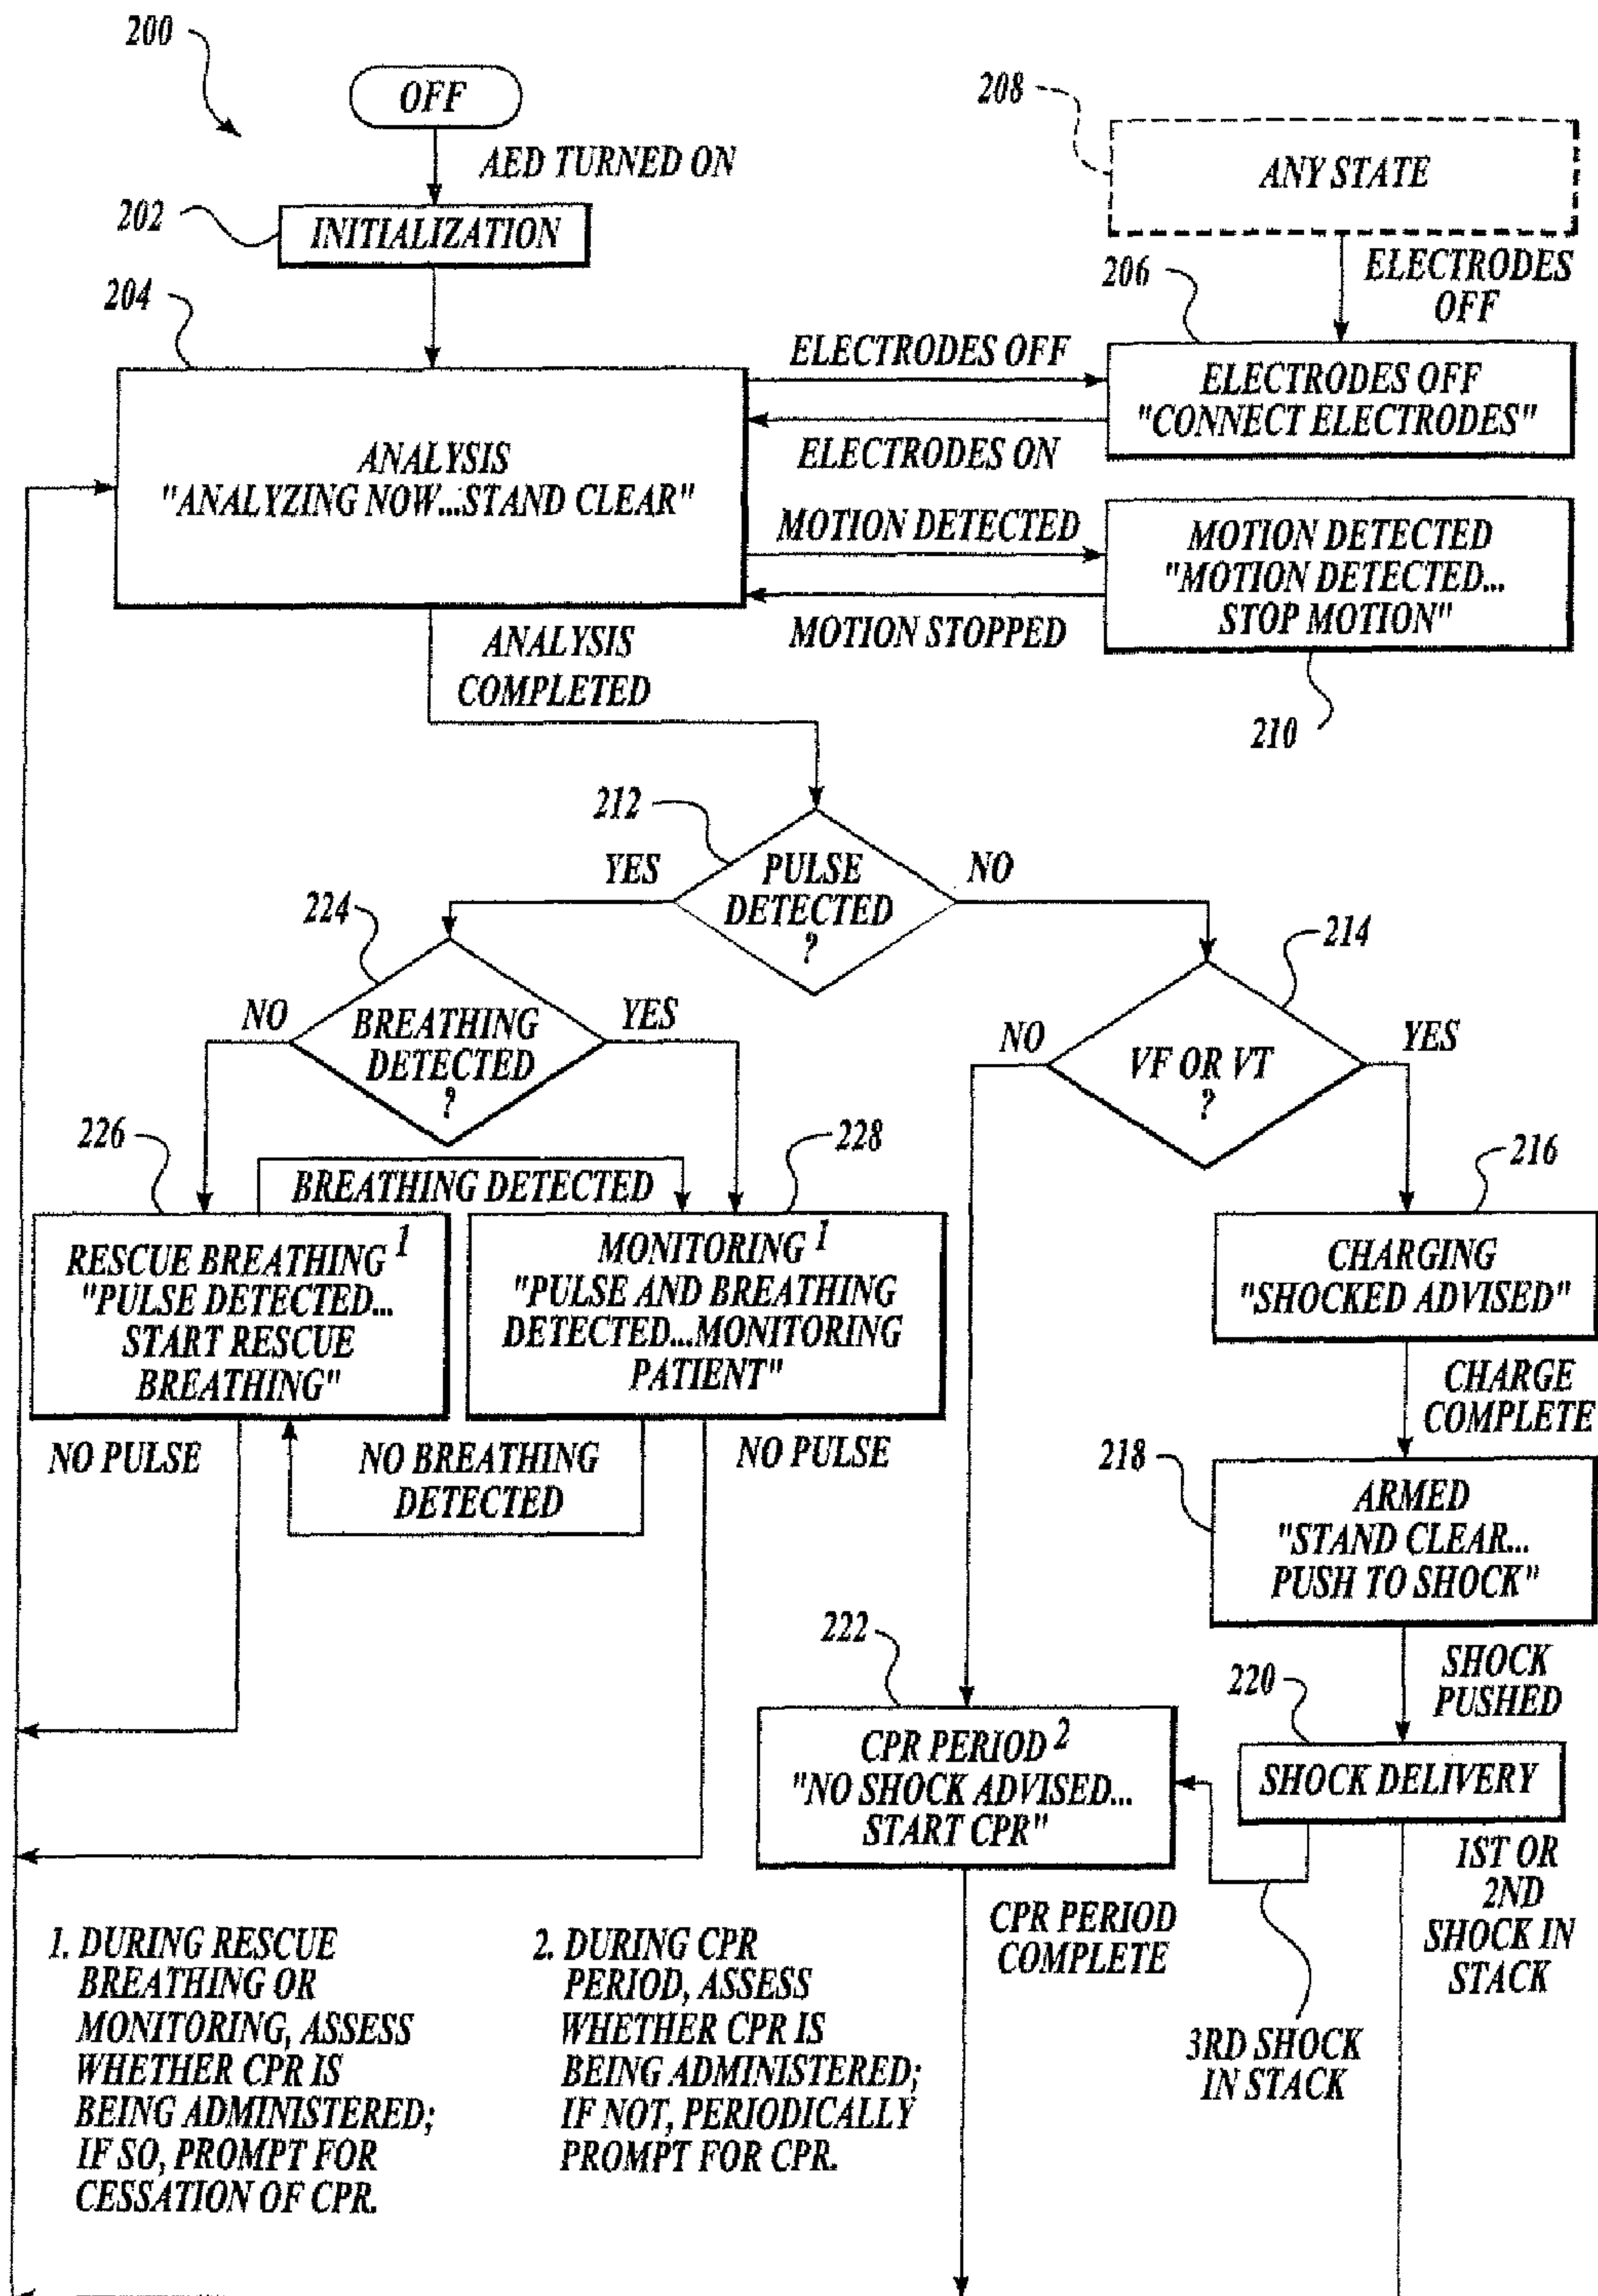 200
OFF
AED TURNED ON
202
INITIALIZATION
208
ANY STATE
ELECTRODES
OFF
206
ELECTRODES OFF
"CONNECT ELECTRODES"
204
ANALYSIS
"ANALYZING NOW...STAND CLEAR"
ELECTRODES OFF
ELECTRODES ON
MOTION DETECTED
MOTION STOPPED
MOTION DETECTED
"MOTION DETECTED...
STOP MOTION"
210
ANALYSIS
COMPLETED
212
PULSE
DETECTED
?
YES
NO
224
BREATHING
DETECTED
?
NO
YES
214
VF OR VT
?
NO
YES
226
BREATHING DETECTED
228
216
RESCUE BREATHING 1
"PULSE DETECTED...
START RESCUE
BREATHING"
MONITORING 1
"PULSE AND BREATHING
DETECTED...MONITORING
PATIENT"
CHARGING
"SHOCKED ADVISED"
CHARGE
COMPLETE
NO PULSE
NO BREATHING
DETECTED
NO PULSE
218
ARMED
"STAND CLEAR...
PUSH TO SHOCK"
SHOCK
PUSHED
222
220
CPR PERIOD 2
"NO SHOCK ADVISED...
START CPR"
SHOCK DELIVERY
1ST OR
2ND
SHOCK IN
STACK
CPR PERIOD
COMPLETE
3RD SHOCK
IN STACK
1. DURING RESCUE
BREATHING OR
MONITORING, ASSESS
WHETHER CPR IS
BEING ADMINISTERED;
IF SO, PROMPT FOR
CESSATION OF CPR.
2. DURING CPR
PERIOD, ASSESS
WHETHER CPR IS
BEING ADMINISTERED;
IF NOT, PERIODICALLY
PROMPT FOR CPR.